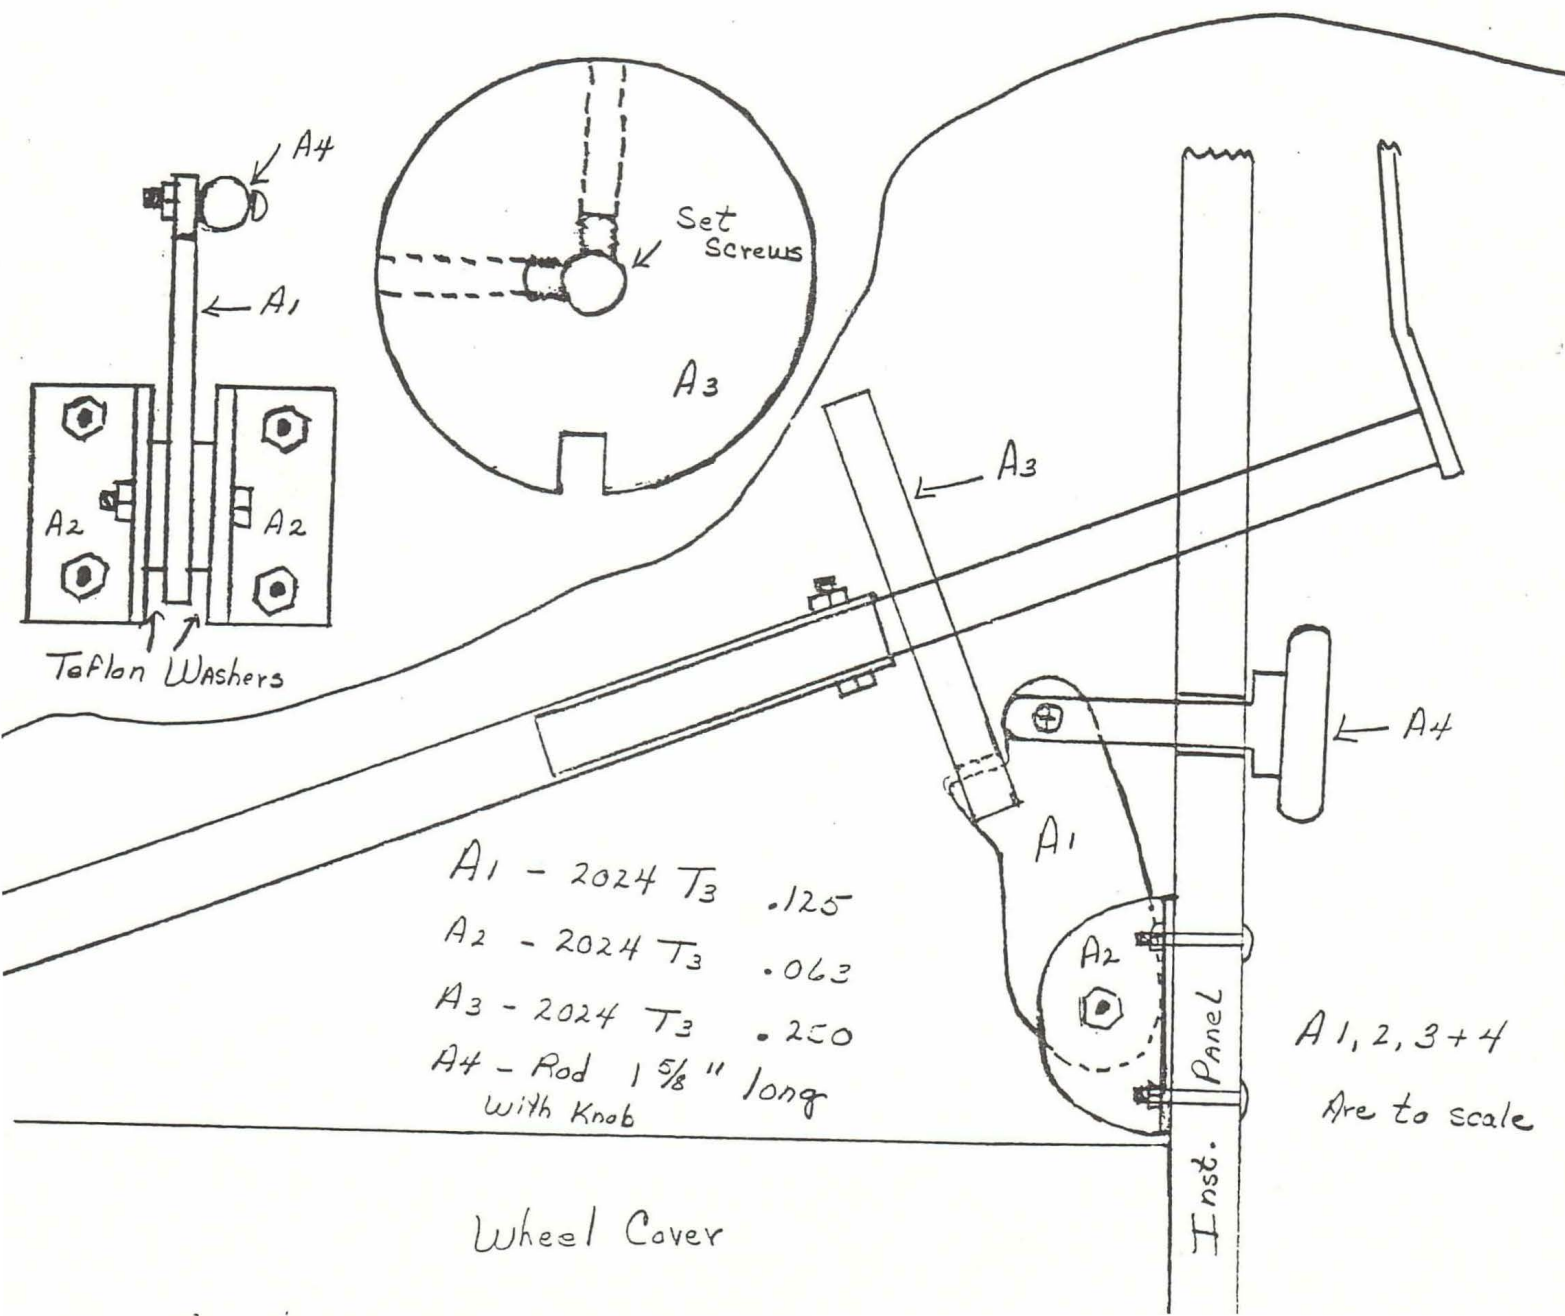 A4
Set
Screws
A1
A3
A3
A2
A2
Teflon Washers
A4
A1
A1 - 2024 T3 .125
A2 - 2024 T3 .063
A3 - 2024 T3 .250
A4 - Rod 1 5/8" long
with Knob
A2
Inst. Panel
A1, 2, 3 + 4
Are to scale
Wheel Cover